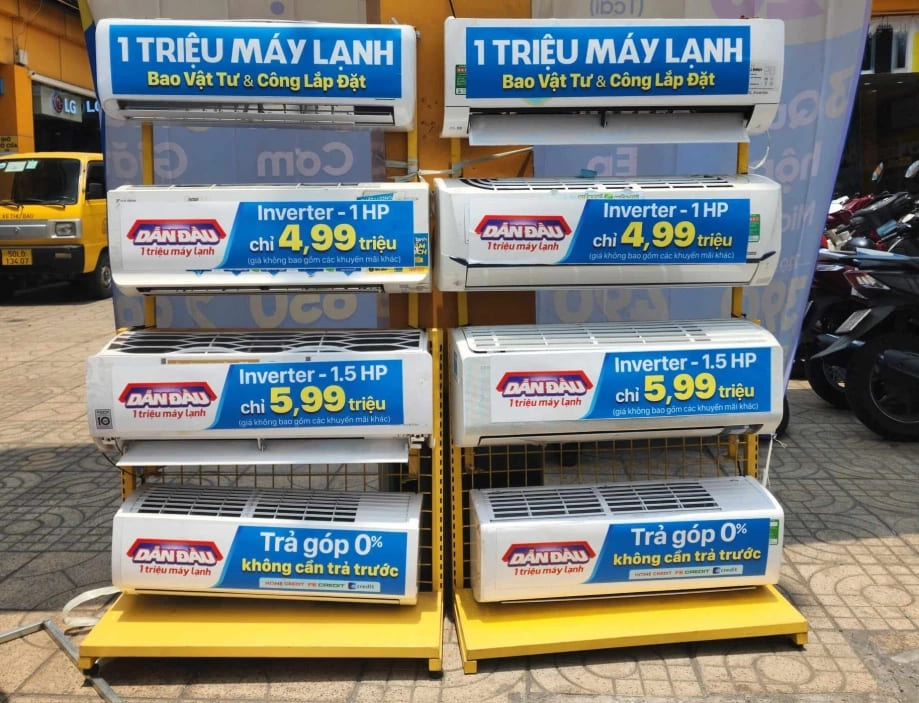 1 TRIỆU MÁY LẠNH
Bao Vật Tư & Công Lắp Đặt
1 TRIỆU MÁY LẠNH
Bao Vật Tư & Công Lắp Đặt
DẪN ĐẦU
1 triệu máy lạnh
Inverter - 1 HP
chỉ 4,99 triệu
(giá không bao gồm các khuyến mãi khác)
DẪN ĐẦU
1 triệu máy lạnh
Inverter - 1 HP
chỉ 4,99 triệu
(giá không bao gồm các khuyến mãi khác)
DẪN ĐẦU
1 triệu máy lạnh
Inverter - 1.5 HP
chỉ 5,99 triệu
(giá không bao gồm các khuyến mãi khác)
10
DẪN ĐẦU
1 triệu máy lạnh
Inverter - 1.5 HP
chỉ 5,99 triệu
(giá không bao gồm các khuyến mãi khác)
DẪN ĐẦU
1 triệu máy lạnh
Trả góp 0%
không cần trả trước
HOME CREDIT FE CREDIT credit
DẪN ĐẦU
1 triệu máy lạnh
Trả góp 0%
không cần trả trước
HOME CREDIT FE CREDIT credit
LG
50LD
134.07